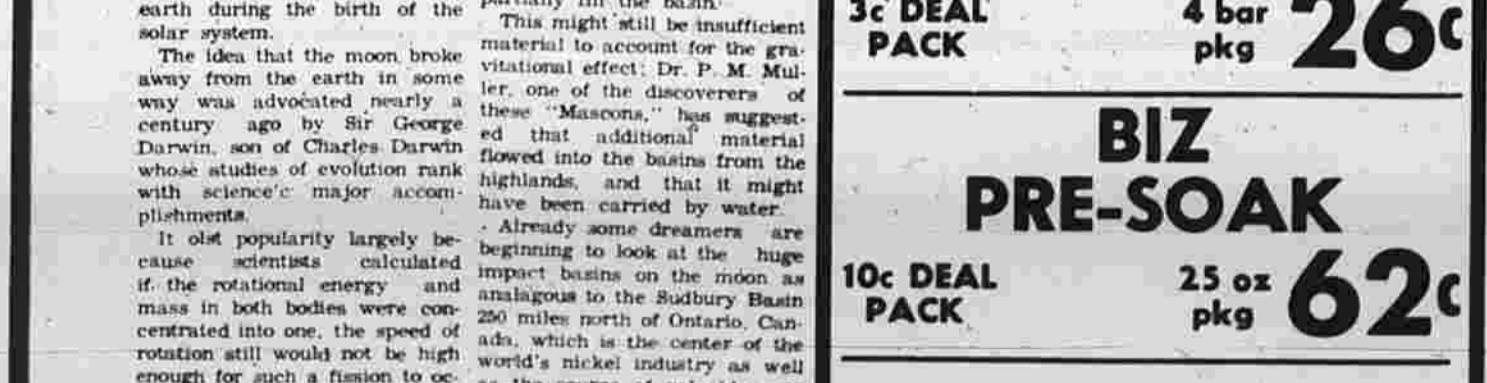 earth during the birth of the
solar system.
The idea that the moon broke
away from the earth in some
way was advocated nearly a
century ago by Sir George
Darwin, son of Charles Darwin
whose studies of evolution rank
with science'c major accom-
plishments.
It olst popularity largely be-
cause scientists calculated
if the rotational energy and
mass in both bodies were con-
centrated into one, the speed of
rotation still would not be high
enough for such a fission to oc-
the basin.
This might still be insufficient
material to account for the gra-
vitational effect; Dr. P. M. Mul-
ler, one of the discoverers of
these "Mascons," has suggest-
ed that additional material
flowed into the basins from the
highlands, and that it might
have been carried by water.
Already some dreamers are
beginning to look at the huge
impact basins on the moon as
analagous to the Sudbury Basin
250 miles north of Ontario, Can-
ada, which is the center of the
world's nickel industry as well
3c DEAL
PACK
4 bar
pkg
26c
BIZ
PRE-SOAK
10c DEAL
PACK
25 oz
pkg
62c